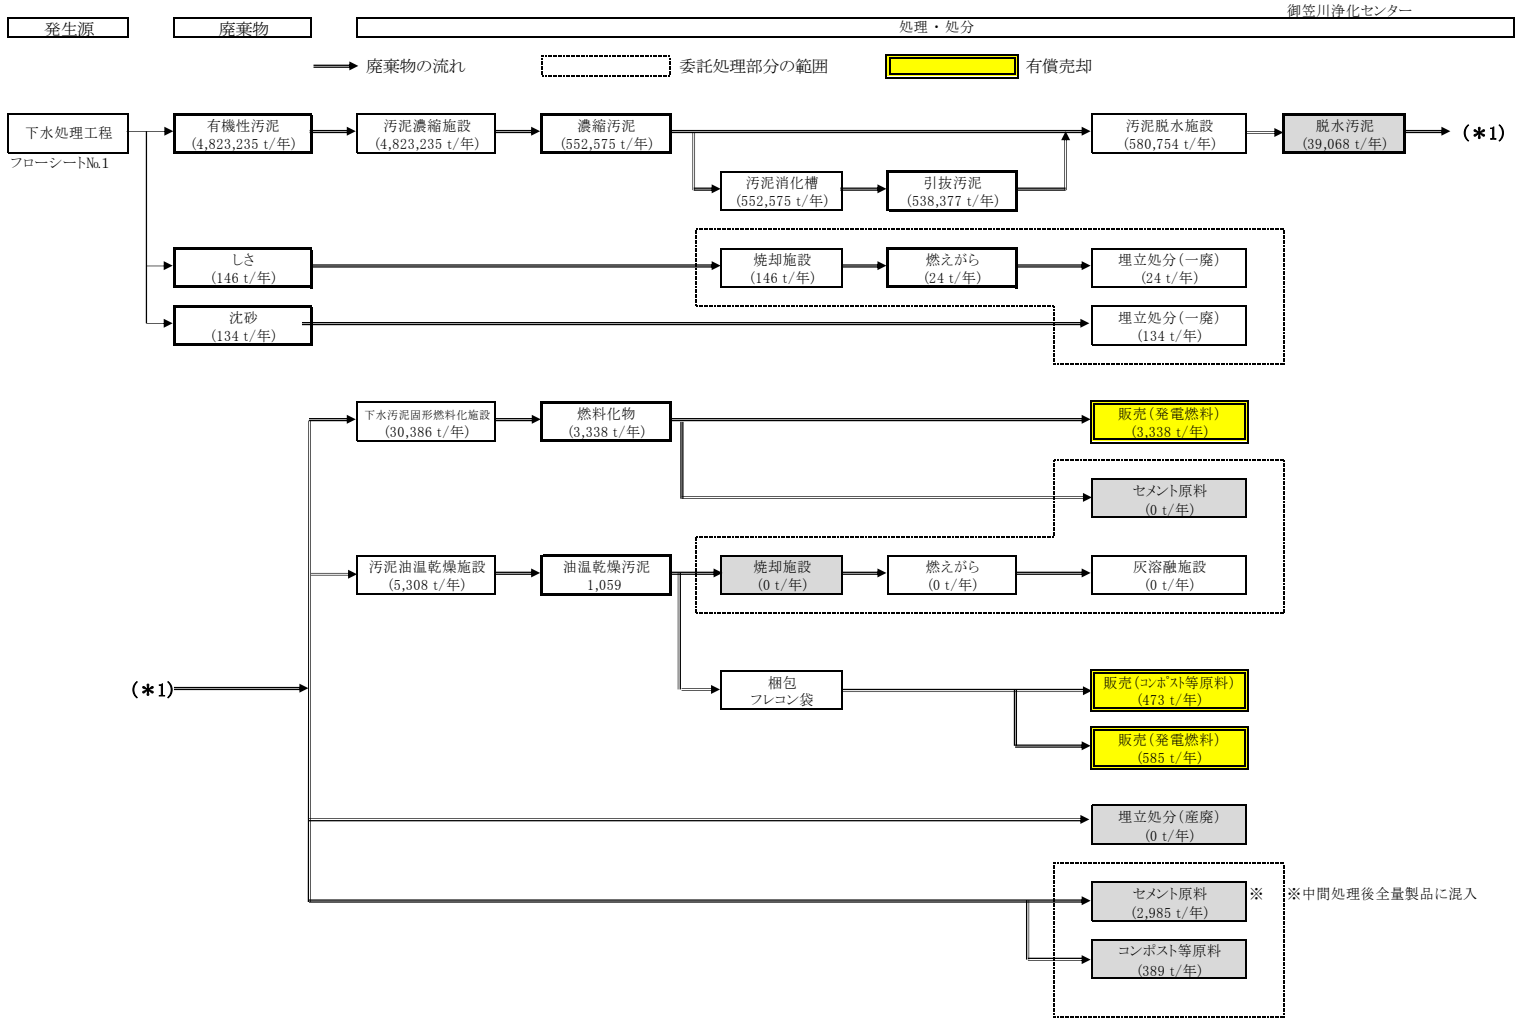 御笠川浄化センター
発生源
廃棄物
処理・処分
廃棄物の流れ
委託処理部分の範囲
有償売却
下水処理工程
フローシート№1
有機性汚泥
(4,823,235 t/年)
汚泥濃縮施設
(4,823,235 t/年)
濃縮汚泥
(552,575 t/年)
汚泥脱水施設
(580,754 t/年)
脱水汚泥
(39,068 t/年)
(*1)
汚泥消化槽
(552,575 t/年)
引抜汚泥
(538,377 t/年)
しさ
(146 t/年)
焼却施設
(146 t/年)
燃えがら
(24 t/年)
埋立処分(一廃)
(24 t/年)
沈砂
(134 t/年)
埋立処分(一廃)
(134 t/年)
下水汚泥固形燃料化施設
(30,386 t/年)
燃料化物
(3,338 t/年)
販売(発電燃料)
(3,338 t/年)
セメント原料
(0 t/年)
汚泥油温乾燥施設
(5,308 t/年)
油温乾燥汚泥
1,059
焼却施設
(0 t/年)
燃えがら
(0 t/年)
灰溶融施設
(0 t/年)
(*1)
梱包
フレコン袋
販売(コンポスト等原料)
(473 t/年)
販売(発電燃料)
(585 t/年)
埋立処分(産廃)
(0 t/年)
セメント原料
(2,985 t/年)
※
※中間処理後全量製品に混入
コンポスト等原料
(389 t/年)